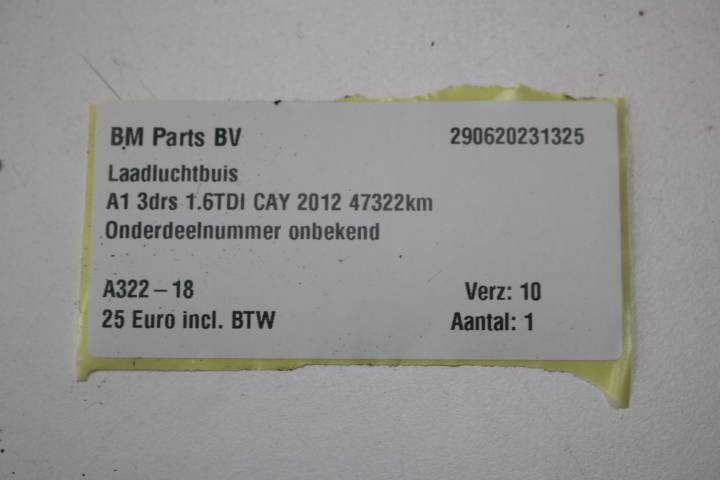 BM Parts BV 290620231325
Laadluchtbuis
A1 3drs 1.6TDI CAY 2012 47322km
Onderdeelnummer onbekend
A322-18 Verz: 10
25 Euro incl. BTW Aantal: 1